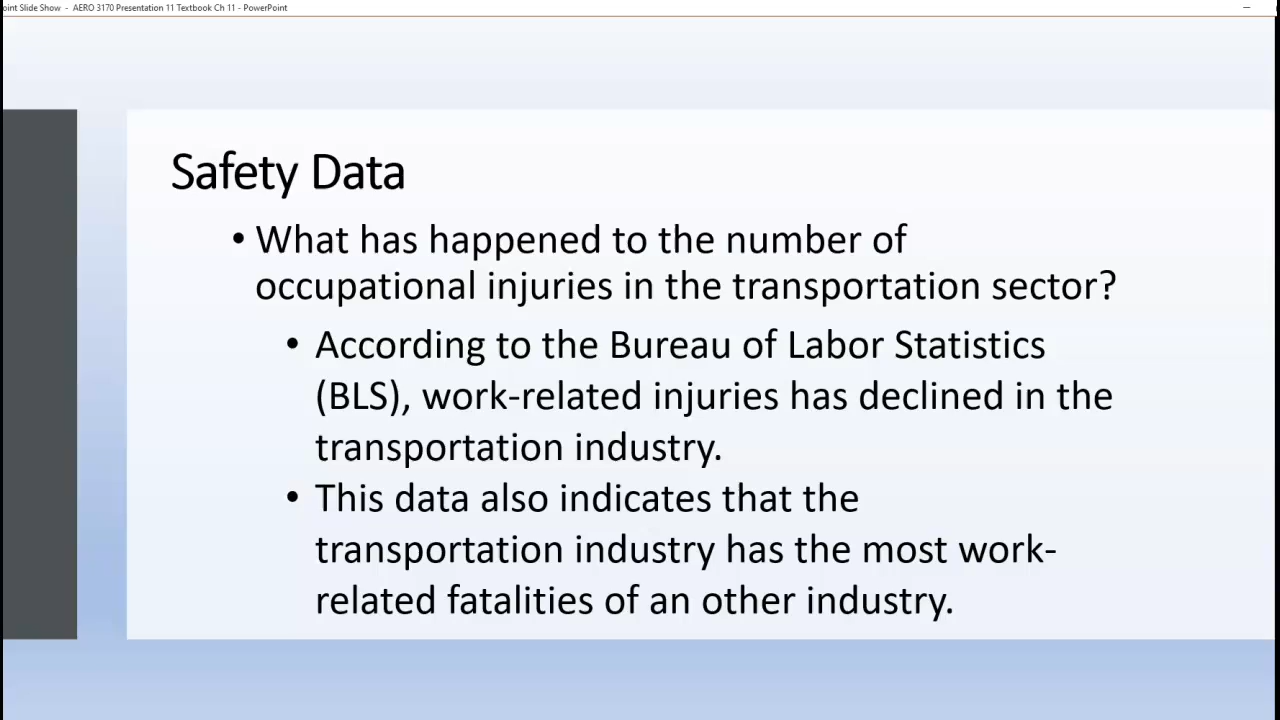 oint Slide Show - AERO 3170 Presentation 11 Textbook Ch 11 - PowerPoint
Safety Data
• What has happened to the number of
occupational injuries in the transportation sector?
• According to the Bureau of Labor Statistics
(BLS), work-related injuries has declined in the
transportation industry.
• This data also indicates that the
transportation industry has the most work-
related fatalities of an other industry.